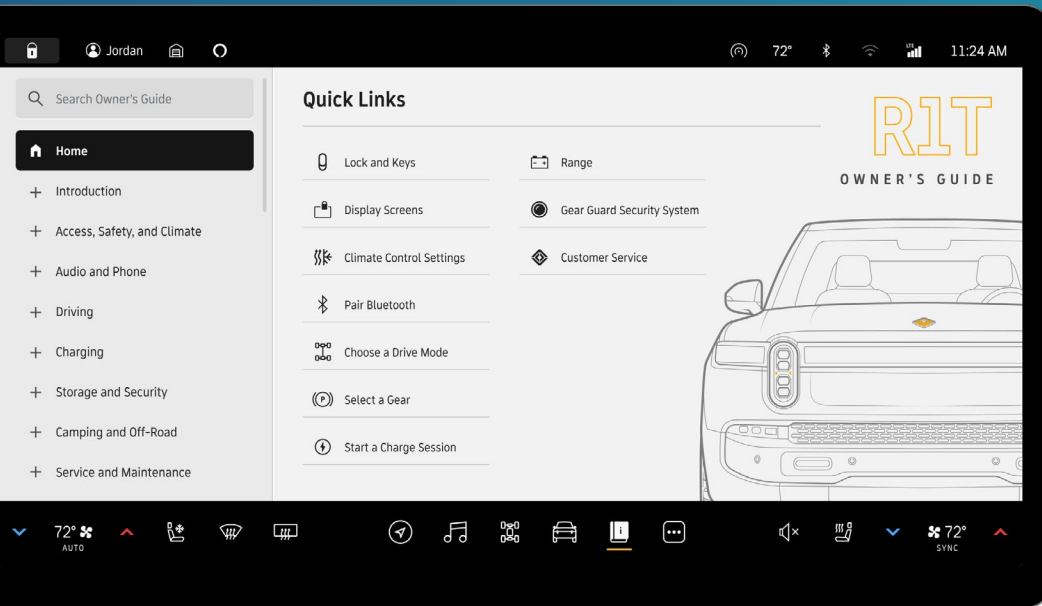 Jordan
72°
LTE
11:24 AM
Search Owner's Guide
Home
Introduction
Access, Safety, and Climate
Audio and Phone
Driving
Charging
Storage and Security
Camping and Off-Road
Service and Maintenance
Quick Links
Lock and Keys
Display Screens
Climate Control Settings
Pair Bluetooth
Choose a Drive Mode
(P) Select a Gear
Start a Charge Session
Range
Gear Guard Security System
Customer Service
R1T
OWNER'S GUIDE
72°
AUTO
72°
SYNC